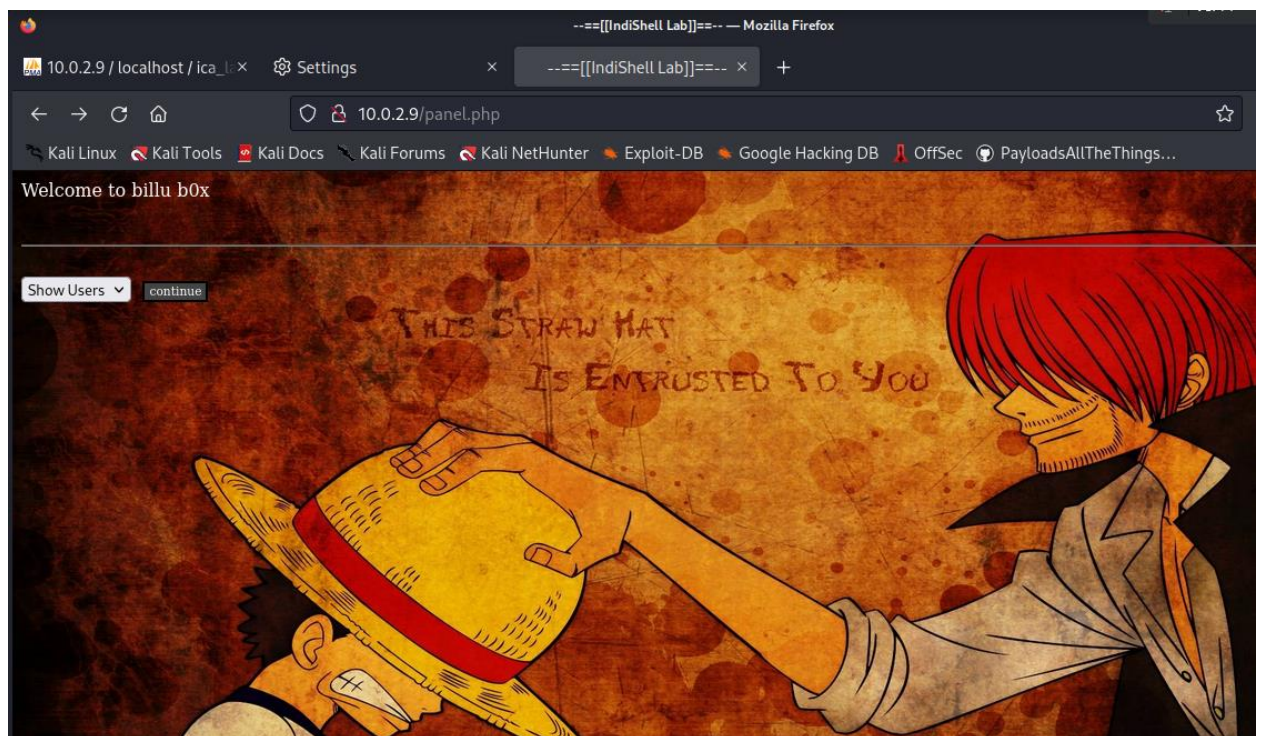 --==[[IndiShell Lab]]==-- — Mozilla Firefox
10.0.2.9 / localhost / ica_l
Settings
--==[[IndiShell Lab]]==--
10.0.2.9/panel.php
Kali Linux Kali Tools Kali Docs Kali Forums Kali NetHunter Exploit-DB Google Hacking DB OffSec PayloadsAllTheThings...
Welcome to billu b0x
Show Users continue
THIS STRAW HAT
IS ENTRUSTED TO YOU